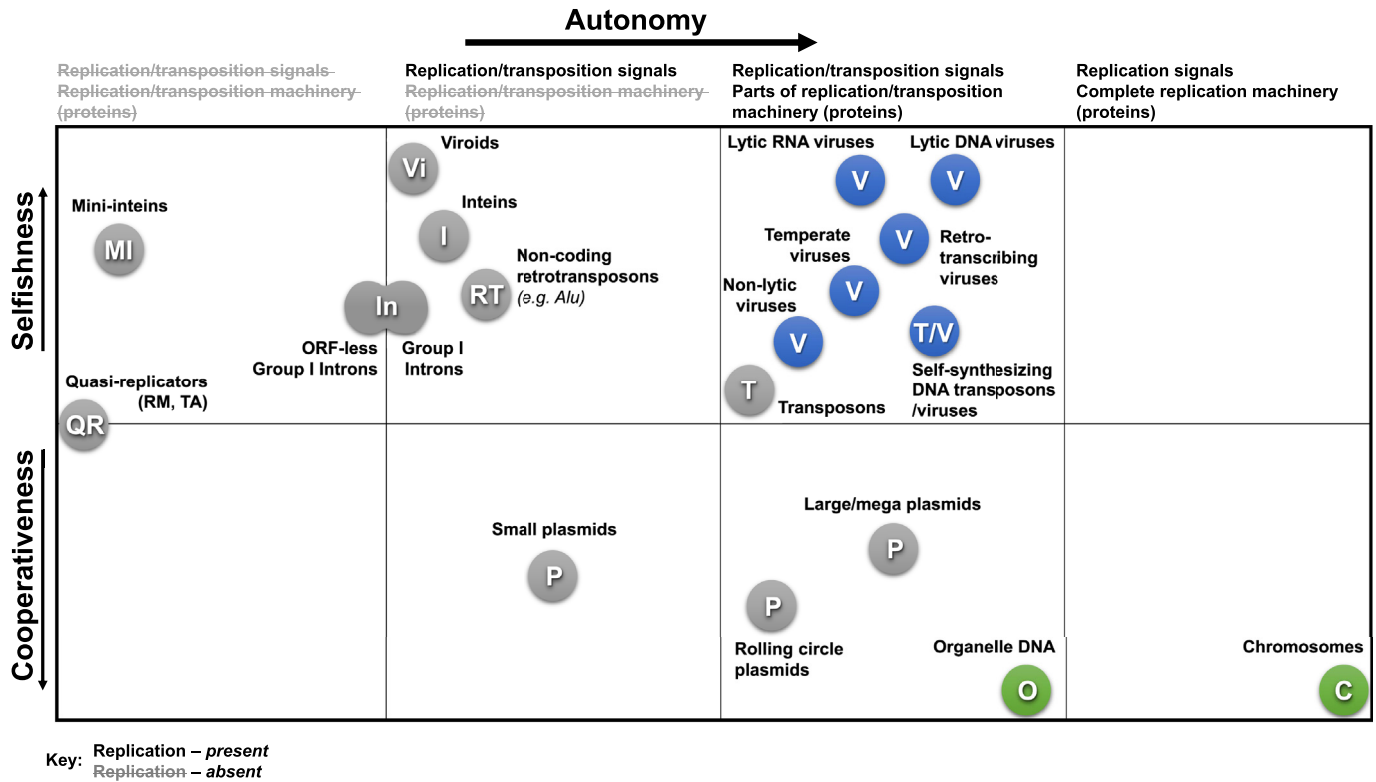 Autonomy
Replication/transposition signals
Replication/transposition machinery
(proteins)
Replication/transposition signals
Replication/transposition machinery
(proteins)
Replication/transposition signals
Parts of replication/transposition
machinery (proteins)
Replication signals
Complete replication machinery
(proteins)
Selfishness
Cooperativeness
Mini-inteins
MI
Quasi-replicators
(RM, TA)
QR
Viroids
Vi
Inteins
I
Non-coding
retrotransposons
(e.g. Alu)
RT
In
ORF-less
Group I Introns
Group I
Introns
Lytic RNA viruses
V
Lytic DNA viruses
V
Retro-
transcribing
viruses
V
Temperate
viruses
V
Non-lytic
viruses
V
T/V
Self-synthesizing
DNA transposons
/viruses
T
Transposons
Small plasmids
P
Large/mega plasmids
P
P
Rolling circle
plasmids
Organelle DNA
O
Chromosomes
C
Key:
Replication – present
Replication – absent